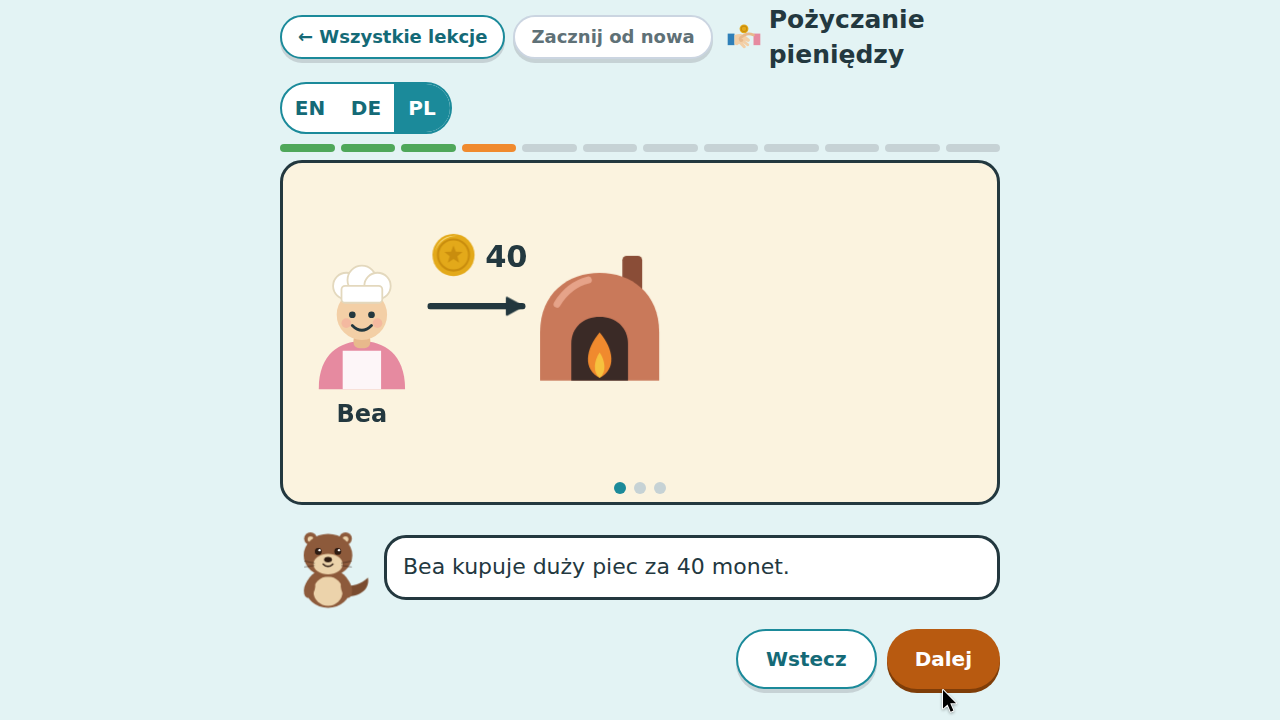 ← Wszystkie lekcje
Zacznij od nowa
Pożyczanie
pieniędzy
EN DE PL
40
Bea
Bea kupuje duży piec za 40 monet.
Wstecz
Dalej